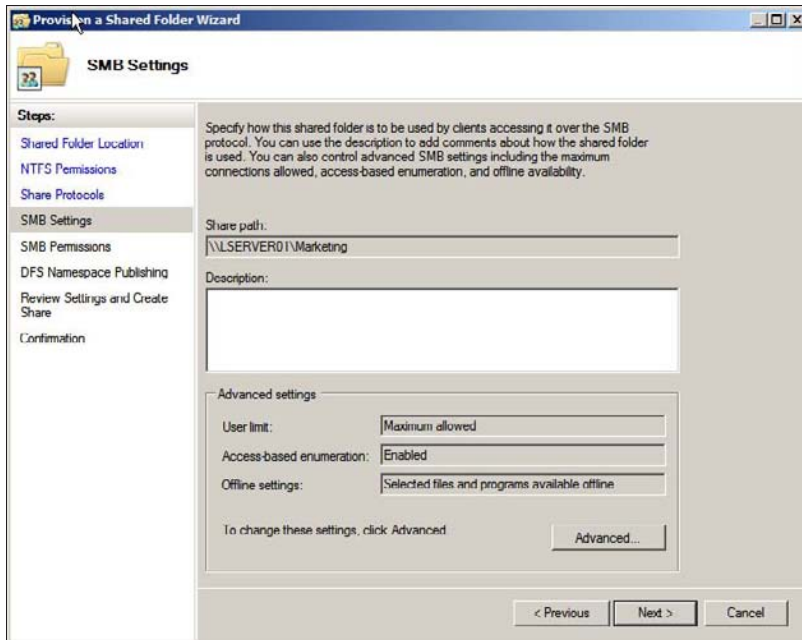 Provision a Shared Folder Wizard
SMB Settings
Steps:
Shared Folder Location
NTFS Permissions
Share Protocols
SMB Settings
SMB Permissions
DFS Namespace Publishing
Review Settings and Create
Share
Confirmation
Specify how this shared folder is to be used by clients accessing it over the SMB
protocol. You can use the description to add comments about how the shared folder
is used. You can also control advanced SMB settings including the maximum
connections allowed, access-based enumeration, and offline availability.
Share path:
\\LSERVER01\Marketing
Description:
Advanced settings
User limit:
Maximum allowed
Access-based enumeration:
Enabled
Offline settings:
Selected files and programs available offline
To change these settings, click Advanced
Advanced...
< Previous
Next >
Cancel